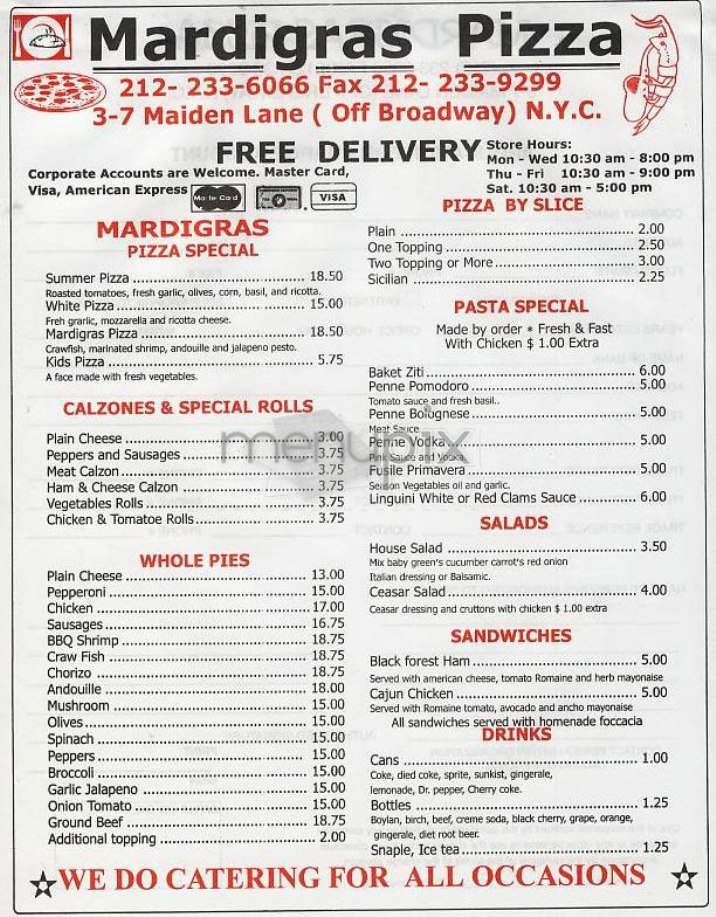 Mardigras Pizza
212- 233-6066 Fax 212- 233-9299
3-7 Maiden Lane ( Off Broadway) N.Y.C.
FREE DELIVERY
Corporate Accounts are Welcome. Master Card,
Visa, American Express
Master Card
VISA
Store Hours:
Mon - Wed 10:30 am - 8:00 pm
Thu - Fri 10:30 am - 9:00 pm
Sat. 10:30 am - 5:00 pm
MARDIGRAS
PIZZA SPECIAL
Summer Pizza 18.50
Roasted tomatoes, fresh garlic, olives, corn, basil, and ricotta.
White Pizza 15.00
Freh grarlic, mozzarella and ricotta cheese.
Mardigras Pizza 18.50
Crawfish, marinated shrimp, andouille and jalapeno pesto.
Kids Pizza 5.75
A face made with fresh vegetables.
CALZONES & SPECIAL ROLLS
Plain Cheese 3.00
Peppers and Sausages 3.75
Meat Calzon 3.75
Ham & Cheese Calzon 3.75
Vegetables Rolls 3.75
Chicken & Tomatoe Rolls 3.75
WHOLE PIES
Plain Cheese 13.00
Pepperoni 15.00
Chicken 17.00
Sausages 16.75
BBQ Shrimp 18.75
Craw Fish 18.75
Chorizo 18.75
Andouille 18.00
Mushroom 15.00
Olives 15.00
Spinach 15.00
Peppers 15.00
Broccoli 15.00
Garlic Jalapeno 15.00
Onion Tomato 15.00
Ground Beef 18.75
Additional topping 2.00
PIZZA BY SLICE
Plain 2.00
One Topping 2.50
Two Topping or More 3.00
Sicilian 2.25
PASTA SPECIAL
Made by order * Fresh & Fast
With Chicken $ 1.00 Extra
Baket Ziti 6.00
Penne Pomodoro 5.00
Tomato sauce and fresh basil..
Penne Bolognese 5.00
Meat Sauce
Penne Vodka 5.00
Pink Sauce and Vodca
Fusile Primavera 5.00
Season Vegetables oil and garlic.
Linguini White or Red Clams Sauce 6.00
SALADS
House Salad 3.50
Mix baby green's cucumber carrot's red onion
Italian dressing or Balsamic.
Ceasar Salad 4.00
Ceasar dressing and cruttons with chicken $ 1.00 extra
SANDWICHES
Black forest Ham 5.00
Served with american cheese, tomato Romaine and herb mayonaise
Cajun Chicken 5.00
Served with Romaine tomato, avocado and ancho mayonaise
All sandwiches served with homenade foccacia
DRINKS
Cans 1.00
Coke, died coke, sprite, sunkist, gingerale,
lemonade, Dr. pepper, Cherry coke.
Bottles 1.25
Boylan, birch, beef, creme soda, black cherry, grape, orange,
gingerale, diet root beer.
Snaple, Ice tea 1.25
WE DO CATERING FOR ALL OCCASIONS
menupix